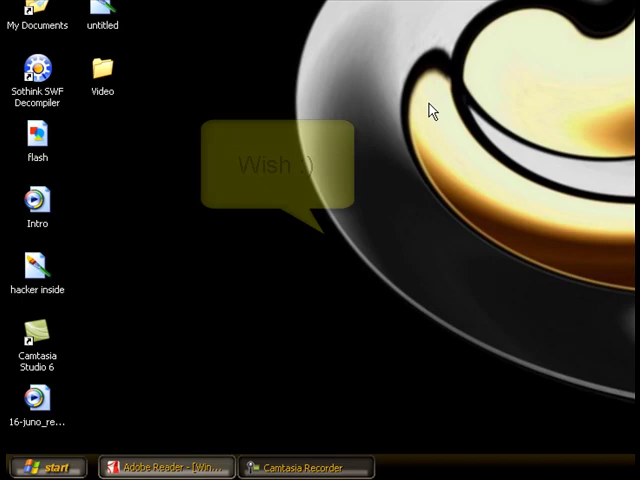 My Documents
untitled
Sothink SWF
Decompiler
Video
flash
Wish :)
Intro
hacker inside
Camtasia
Studio 6
16-juno_re...
start
Adobe Reader - [Win...
Camtasia Recorder